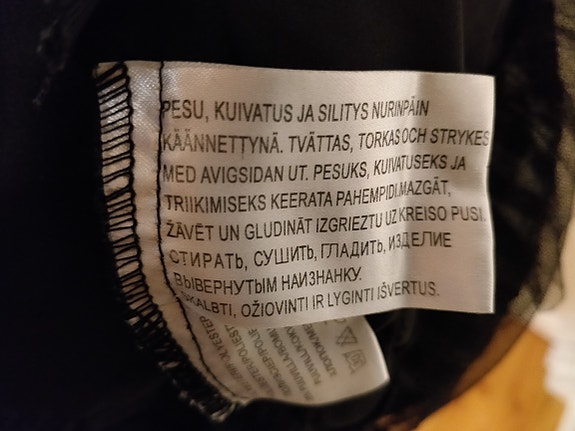 PESU, KUIVATUS JA SILITYS NURINPÄIN
KÄÄNNETTYNÄ. TVÄTTAS, TORKAS OCH STRYKES
MED AVIGSIDAN UT. PESUKS, KUIVATUSEKS JA
TRIIKIMISEKS KEERATA PAHEMPIDI.MAZGĀT,
ŽĀVĒT UN GLUDINĀT IZGRIEZTU UZ KREISO PUSI.
СТИРАТЬ, СУШИТЬ, ГЛАДИТЬ, ИЗДЕЛИЕ
ВЫВЕРНУТЫМ НАИЗНАНКУ.
SKALBTI, OŽIOVINTI IR LYGINTI IŠVERTUS.